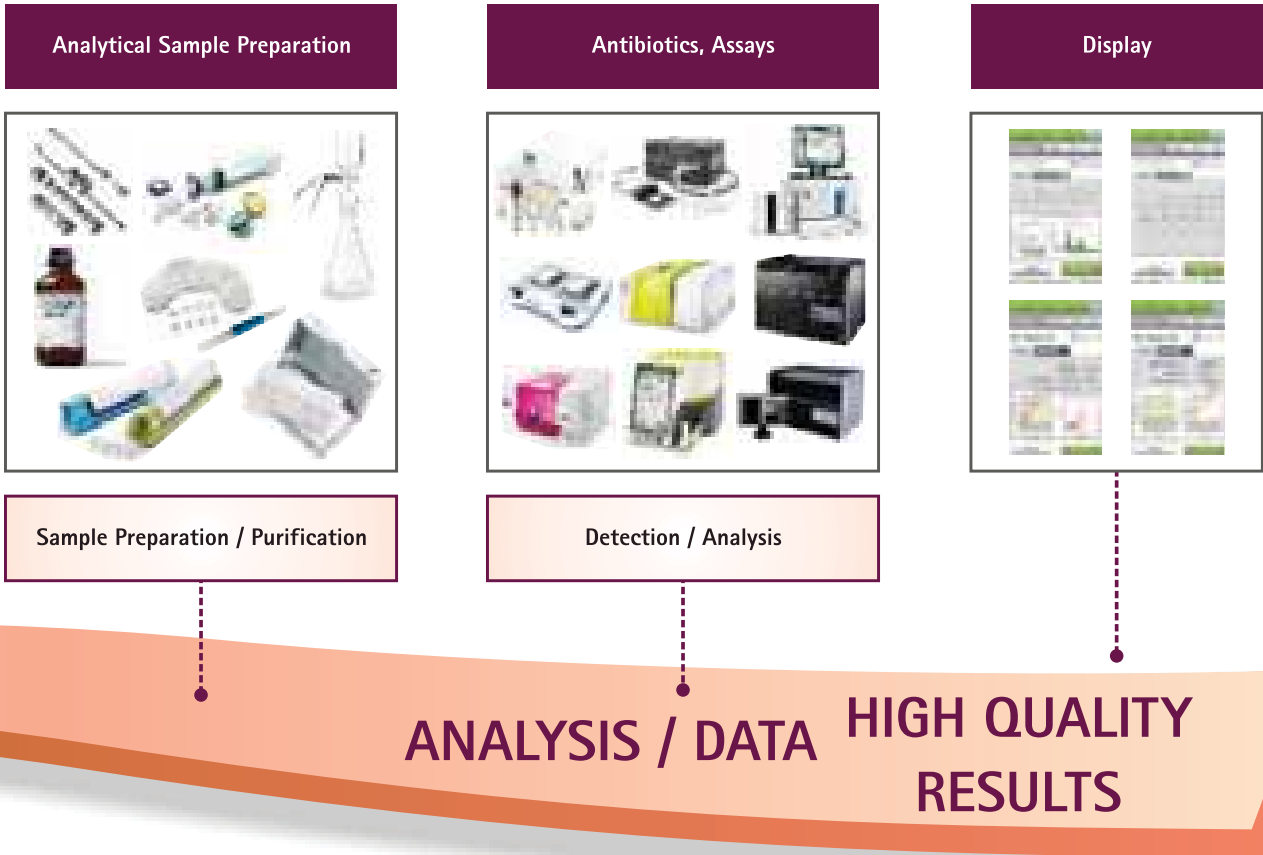 Analytical Sample Preparation
Antibiotics, Assays
Display
Sample Preparation / Purification
Detection / Analysis
ANALYSIS / DATA
HIGH QUALITY
RESULTS